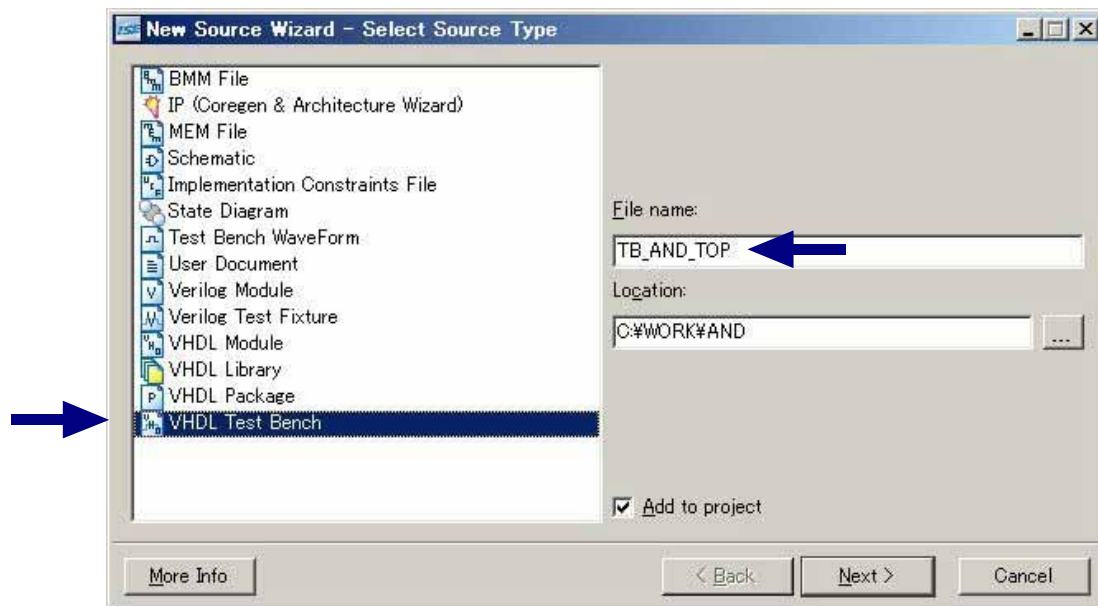 ISE New Source Wizard - Select Source Type
BMM File
IP (Coregen & Architecture Wizard)
MEM File
Schematic
Implementation Constraints File
State Diagram
Test Bench WaveForm
User Document
Verilog Module
Verilog Test Fixture
VHDL Module
VHDL Library
VHDL Package
VHDL Test Bench
File name:
TB_AND_TOP
Location:
C:¥WORK¥AND
...
Add to project
More Info
< Back
Next >
Cancel